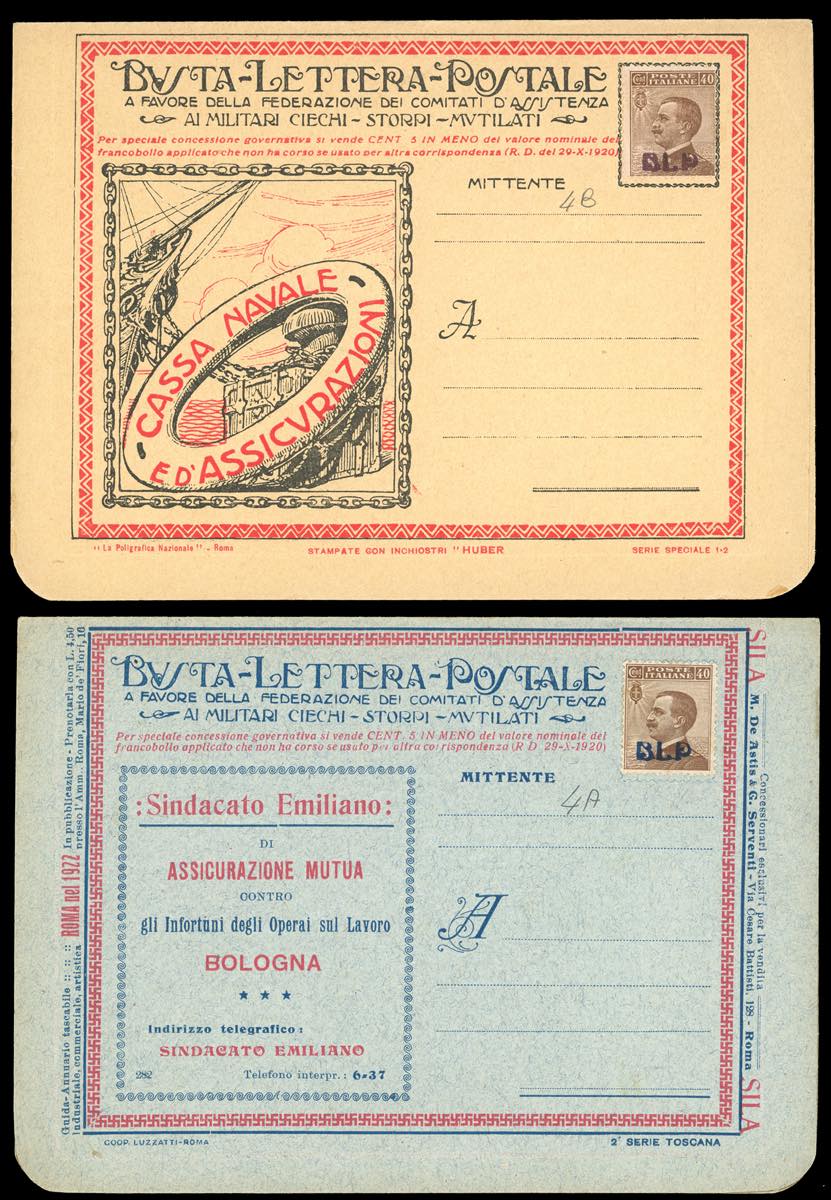 BUSTA-LETTERA-POSTALE
A FAVORE DELLA FEDERAZIONE DEI COMITATI D'ASSISTENZA
AI MILITARI CIECHI - STORPI - MVTILATI
Per speciale concessione governativa si vende CENT. 5 IN MENO del valore nominale del
francobollo applicato che non ha corso se usato per altra corrispondenza (R. D. del 29-X-1920)
POSTE
ITALIANE
40
BLP
MITTENTE
4B
CASSA NAVALE
E D'ASSICVRAZIONI
A
"La Poligrafica Nazionale" - Roma
STAMPATE CON INCHIOSTRI "HUBER
SERIE SPECIALE 1-2
BUSTA-LETTERA-POSTALE
A FAVORE DELLA FEDERAZIONE DEI COMITATI D'ASSISTENZA
AI MILITARI CIECHI - STORPI - MVTILATI
Per speciale concessione governativa si vende CENT. 5 IN MENO del valore nominale del
francobollo applicato che non ha corso se usato per altra corrispondenza (R D 29-X-1920)
POSTE
ITALIANE
40
BLP
MITTENTE
4A
:Sindacato Emiliano:
DI
ASSICURAZIONE MUTUA
CONTRO
gli Infortuni degli Operai sul Lavoro
BOLOGNA
Indirizzo telegrafico:
SINDACATO EMILIANO
282
Telefono interpr.: 6-37
A
COOP. LUZZATTI-ROMA
2ª SERIE TOSCANA
Guida-Annuario tascabile :: :: :: ROMA nel 1922 In pubblicazione - Prenotarla con L. 4,50
industriale, commerciale, artistica presso l'Amm. Roma, Mario de' Fiori, 16
SILA
Concessionari esclusivi per la vendita
M. De Astis & G. Serventi - Via Cesare Battisti, 128 - Roma
SILA